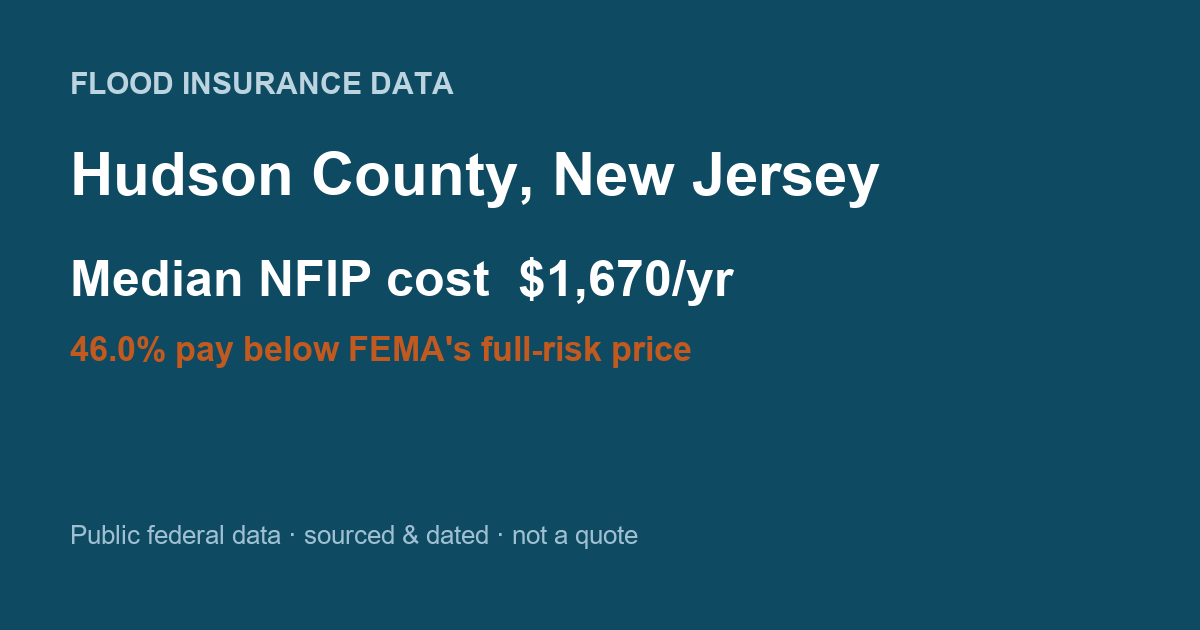 FLOOD INSURANCE DATA
Hudson County, New Jersey
Median NFIP cost  $1,670/yr
46.0% pay below FEMA's full-risk price
Public federal data · sourced & dated · not a quote